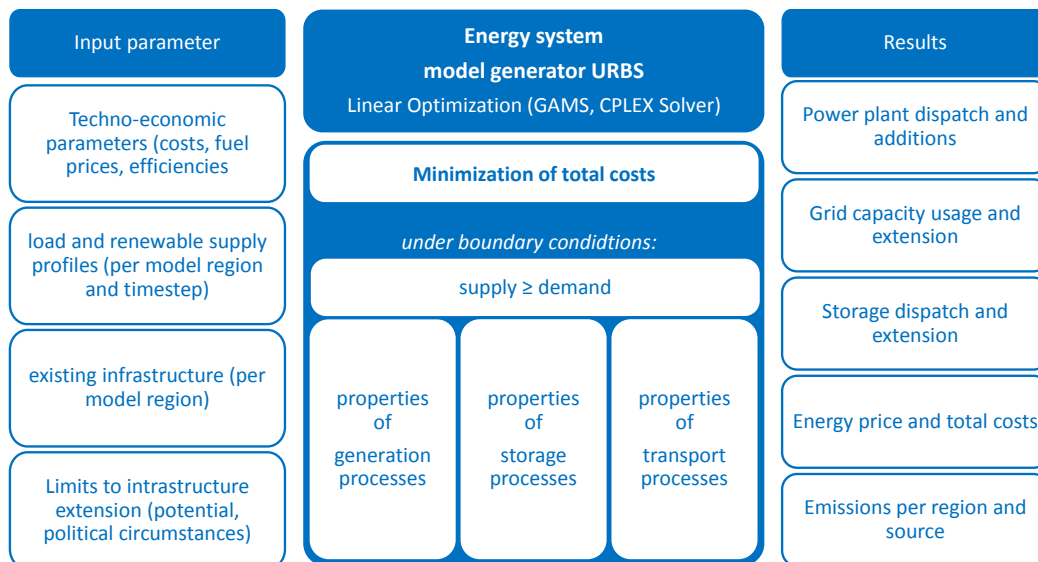 Input parameter
Techno-economic
parameters (costs, fuel
prices, efficiencies
load and renewable supply
profiles (per model region
and timestep)
existing infrastructure (per
model region)
Limits to intrastructure
extension (potential,
political circumstances)
Energy system
model generator URBS
Linear Optimization (GAMS, CPLEX Solver)
Minimization of total costs
under boundary condidtions:
supply ≥ demand
properties
of
generation
processes
properties
of
storage
processes
properties
of
transport
processes
Results
Power plant dispatch and
additions
Grid capacity usage and
extension
Storage dispatch and
extension
Energy price and total costs
Emissions per region and
source